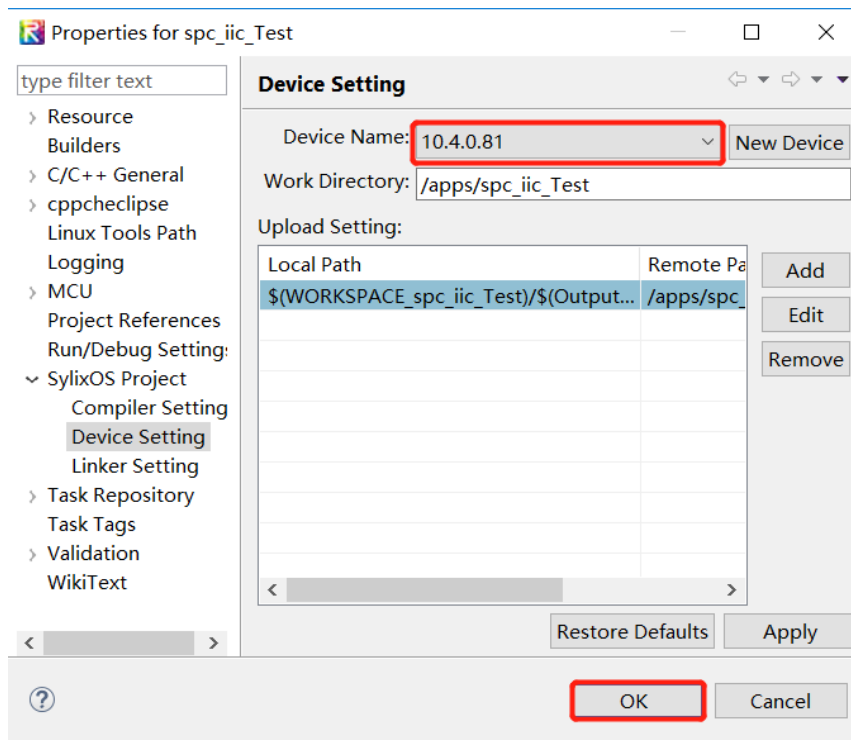 Properties for spc_iic_Test
type filter text
Resource
Builders
C/C++ General
cppcheclipse
Linux Tools Path
Logging
MCU
Project References
Run/Debug Setting
SylixOS Project
Compiler Setting
Device Setting
Linker Setting
Task Repository
Task Tags
Validation
WikiText
Device Setting
Device Name: 10.4.0.81 New Device
Work Directory: /apps/spc_iic_Test
Upload Setting:
Local Path Remote Pa
$(WORKSPACE_spc_iic_Test)/$(Output... /apps/spc_
Add
Edit
Remove
Restore Defaults Apply
OK Cancel